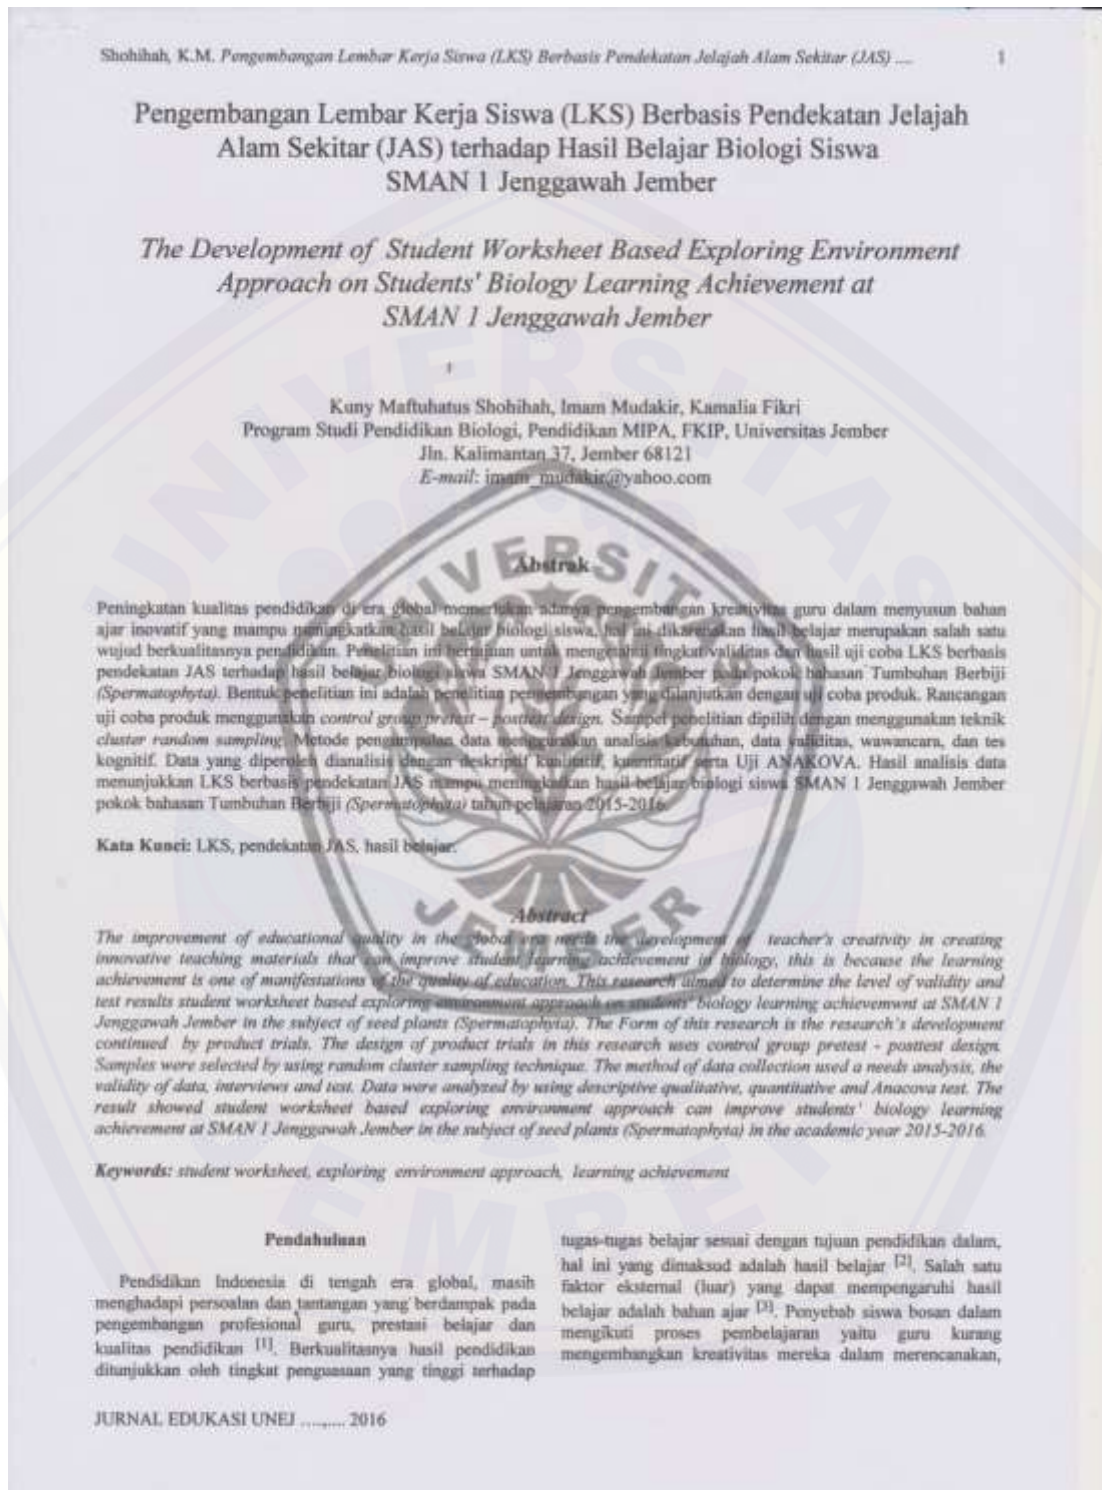 Shohihah, K.M. Pengembangan Lembar Kerja Siswa (LKS) Berbasis Pendekatan Jelajah Alam Sekitar (JAS) .... 1
Pengembangan Lembar Kerja Siswa (LKS) Berbasis Pendekatan Jelajah
Alam Sekitar (JAS) terhadap Hasil Belajar Biologi Siswa
SMAN 1 Jenggawah Jember
The Development of Student Worksheet Based Exploring Environment
Approach on Students' Biology Learning Achievement at
SMAN 1 Jenggawah Jember
Kuny Maftuhatus Shohihah, Imam Mudakir, Kamalia Fikri
Program Studi Pendidikan Biologi, Pendidikan MIPA, FKIP, Universitas Jember
Jln. Kalimantan 37, Jember 68121
E-mail: imam_mudakir@yahoo.com
UNIVERSITAS
JEMBER
Abstrak
Peningkatan kualitas pendidikan di era global memerlukan adanya pengembangan kreativitas guru dalam menyusun bahan
ajar inovatif yang mampu meningkatkan hasil belajar biologi siswa, hal ini dikarenakan hasil belajar merupakan salah satu
wujud berkualitasnya pendidikan. Penelitian ini bertujuan untuk mengetahui tingkat validitas dan hasil uji coba LKS berbasis
pendekatan JAS terhadap hasil belajar biologi siswa SMAN 1 Jenggawah Jember pada pokok bahasan Tumbuhan Berbiji
(Spermatophyta). Bentuk penelitian ini adalah penelitian pengembangan yang dilanjutkan dengan uji coba produk. Rancangan
uji coba produk menggunakan control group pretest – posttest design. Sampel penelitian dipilih dengan menggunakan teknik
cluster random sampling. Metode pengumpulan data menggunakan analisis kebutuhan, data validitas, wawancara, dan tes
kognitif. Data yang diperoleh dianalisis dengan deskriptif kualitatif, kuantitatif serta Uji ANAKOVA. Hasil analisis data
menunjukkan LKS berbasis pendekatan JAS mampu meningkatkan hasil belajar biologi siswa SMAN 1 Jenggawah Jember
pokok bahasan Tumbuhan Berbiji (Spermatophyta) tahun pelajaran 2015-2016.
Kata Kunci: LKS, pendekatan JAS, hasil belajar.
Abstract
The improvement of educational quality in the global era needs the development of teacher's creativity in creating
innovative teaching materials that can improve student learning achievement in biology, this is because the learning
achievement is one of manifestations of the quality of education. This research aimed to determine the level of validity and
test results student worksheet based exploring environment approach on students' biology learning achievemwnt at SMAN 1
Jenggawah Jember in the subject of seed plants (Spermatophyta). The Form of this research is the research's development
continued by product trials. The design of product trials in this research uses control group pretest - posttest design.
Samples were selected by using random cluster sampling technique. The method of data collection used a needs analysis, the
validity of data, interviews and test. Data were analyzed by using descriptive qualitative, quantitative and Anacova test. The
result showed student worksheet based exploring environment approach can improve students' biology learning
achievement at SMAN 1 Jenggawah Jember in the subject of seed plants (Spermatophyta) in the academic year 2015-2016.
Keywords: student worksheet, exploring environment approach, learning achievement
Pendahuluan
Pendidikan Indonesia di tengah era global, masih
menghadapi persoalan dan tantangan yang berdampak pada
pengembangan profesional guru, prestasi belajar dan
kualitas pendidikan [1]. Berkualitasnya hasil pendidikan
ditunjukkan oleh tingkat penguasaan yang tinggi terhadap
tugas-tugas belajar sesuai dengan tujuan pendidikan dalam,
hal ini yang dimaksud adalah hasil belajar [2]. Salah satu
faktor eksternal (luar) yang dapat mempengaruhi hasil
belajar adalah bahan ajar [3]. Penyebab siswa bosan dalam
mengikuti proses pembelajaran yaitu guru kurang
mengembangkan kreativitas mereka dalam merencanakan,
JURNAL EDUKASI UNEJ ....,.... 2016